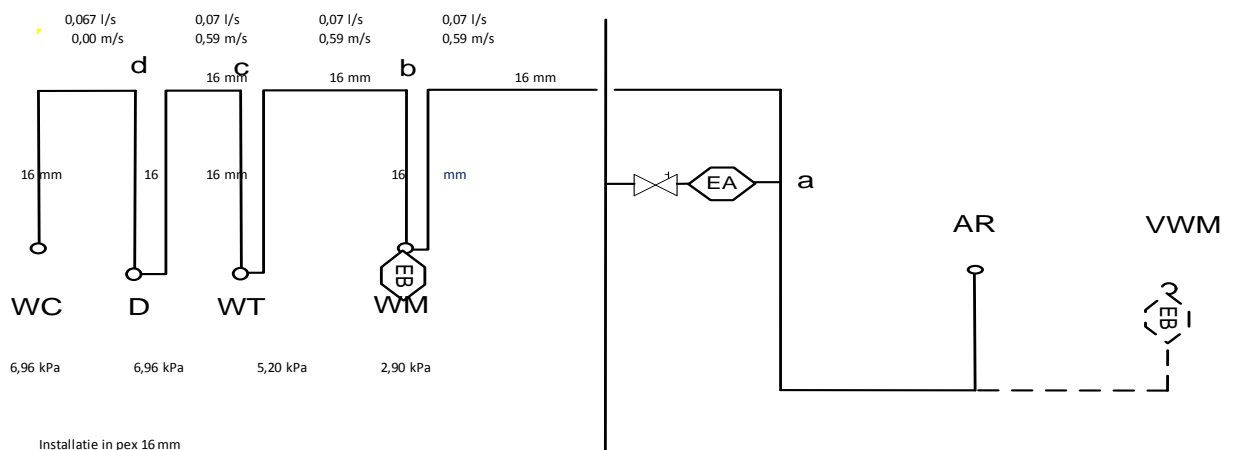 0,067 l/s 0,07 l/s 0,07 l/s 0,07 l/s
0,00 m/s 0,59 m/s 0,59 m/s 0,59 m/s
d c b
16 mm 16 mm 16 mm
16 mm 16 16 mm 16 mm
EA a
AR VWM
EB EB
WC D WT WM
6,96 kPa 6,96 kPa 5,20 kPa 2,90 kPa
Installatie in pex 16 mm